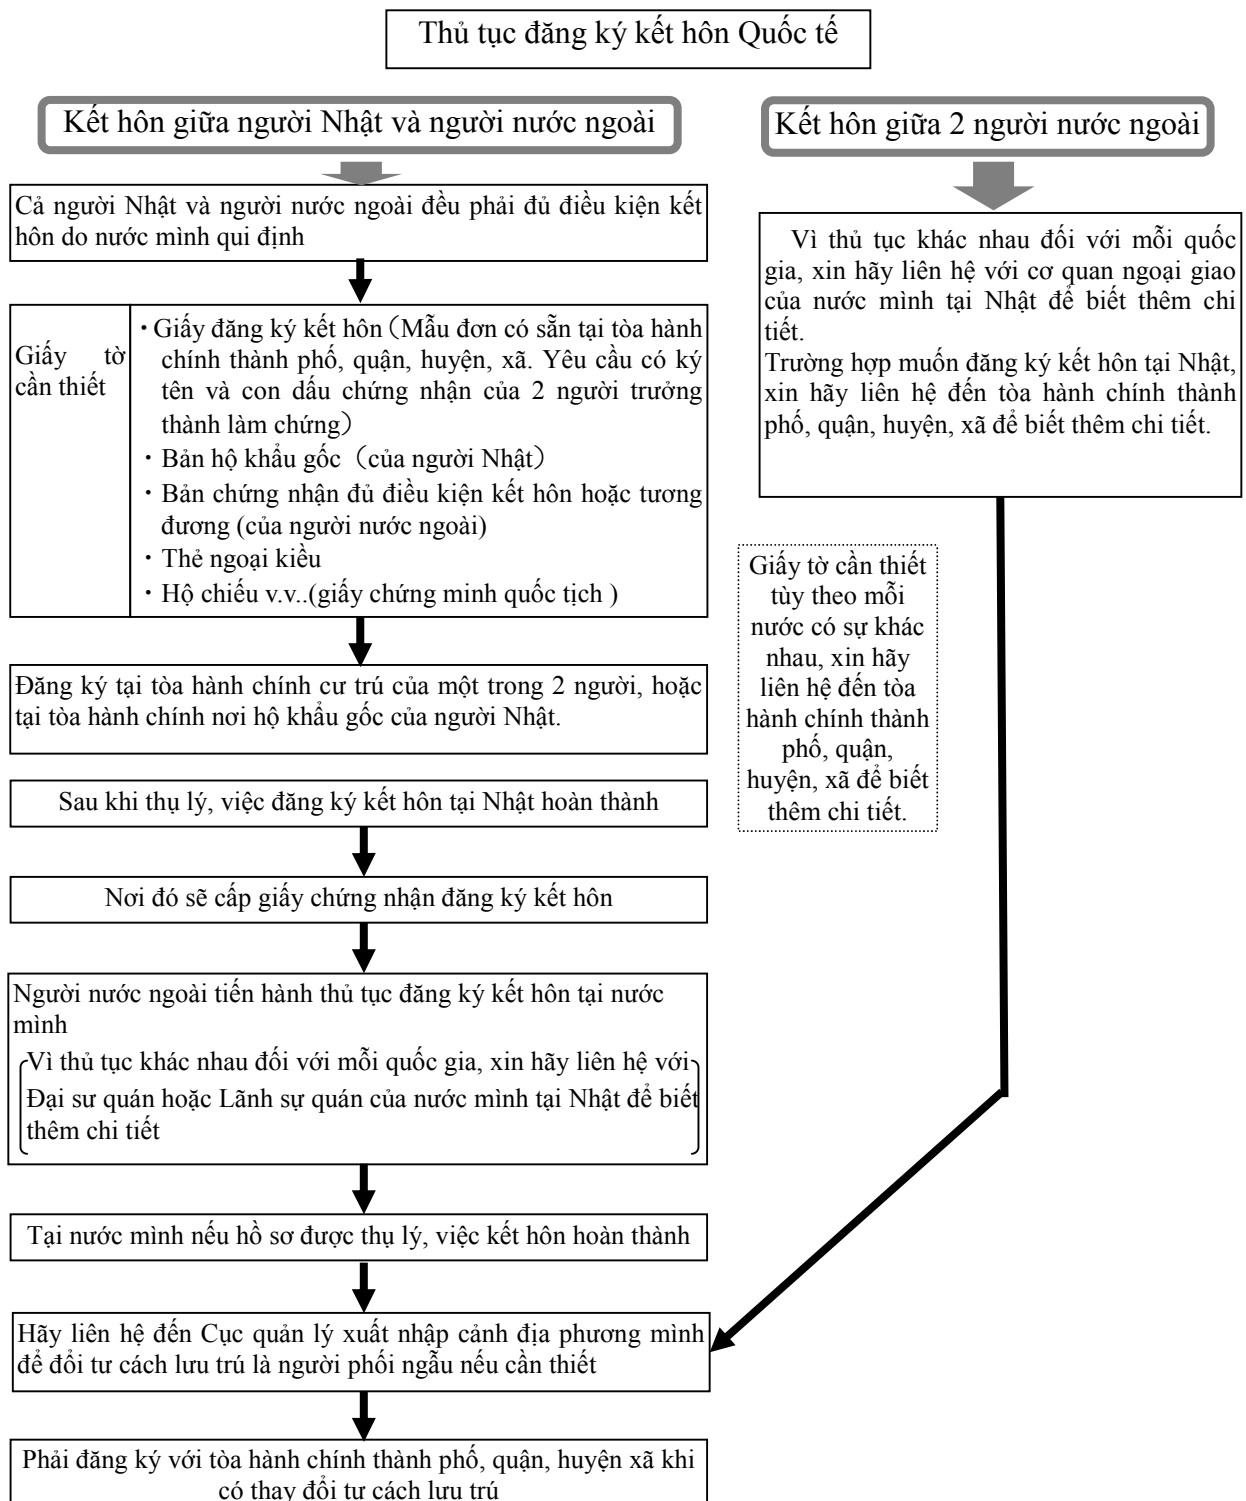 Thủ tục đăng ký kết hôn Quốc tế
Kết hôn giữa người Nhật và người nước ngoài
Cả người Nhật và người nước ngoài đều phải đủ điều kiện kết
hôn do nước mình qui định
Giấy tờ
cần thiết
・Giấy đăng ký kết hôn（Mẫu đơn có sẵn tại tòa hành
chính thành phố, quận, huyện, xã. Yêu cầu có ký
tên và con dấu chứng nhận của 2 người trưởng
thành làm chứng）
・Bản hộ khẩu gốc（của người Nhật）
・Bản chứng nhận đủ điều kiện kết hôn hoặc tương
đương (của người nước ngoài)
・Thẻ ngoại kiều
・Hộ chiếu v.v..(giấy chứng minh quốc tịch )
Đăng ký tại tòa hành chính cư trú của một trong 2 người, hoặc
tại tòa hành chính nơi hộ khẩu gốc của người Nhật.
Sau khi thụ lý, việc đăng ký kết hôn tại Nhật hoàn thành
Nơi đó sẽ cấp giấy chứng nhận đăng ký kết hôn
Người nước ngoài tiến hành thủ tục đăng ký kết hôn tại nước
mình
Vì thủ tục khác nhau đối với mỗi quốc gia, xin hãy liên hệ với
Đại sư quán hoặc Lãnh sự quán của nước mình tại Nhật để biết
thêm chi tiết
Tại nước mình nếu hồ sơ được thụ lý, việc kết hôn hoàn thành
Hãy liên hệ đến Cục quản lý xuất nhập cảnh địa phương mình
để đổi tư cách lưu trú là người phối ngẫu nếu cần thiết
Phải đăng ký với tòa hành chính thành phố, quận, huyện xã khi
có thay đổi tư cách lưu trú
Kết hôn giữa 2 người nước ngoài
Vì thủ tục khác nhau đối với mỗi quốc
gia, xin hãy liên hệ với cơ quan ngoại giao
của nước mình tại Nhật để biết thêm chi
tiết.
Trường hợp muốn đăng ký kết hôn tại Nhật,
xin hãy liên hệ đến tòa hành chính thành
phố, quận, huyện, xã để biết thêm chi tiết.
Giấy tờ cần thiết
tùy theo mỗi
nước có sự khác
nhau, xin hãy
liên hệ đến tòa
hành chính thành
phố, quận,
huyện, xã để biết
thêm chi tiết.